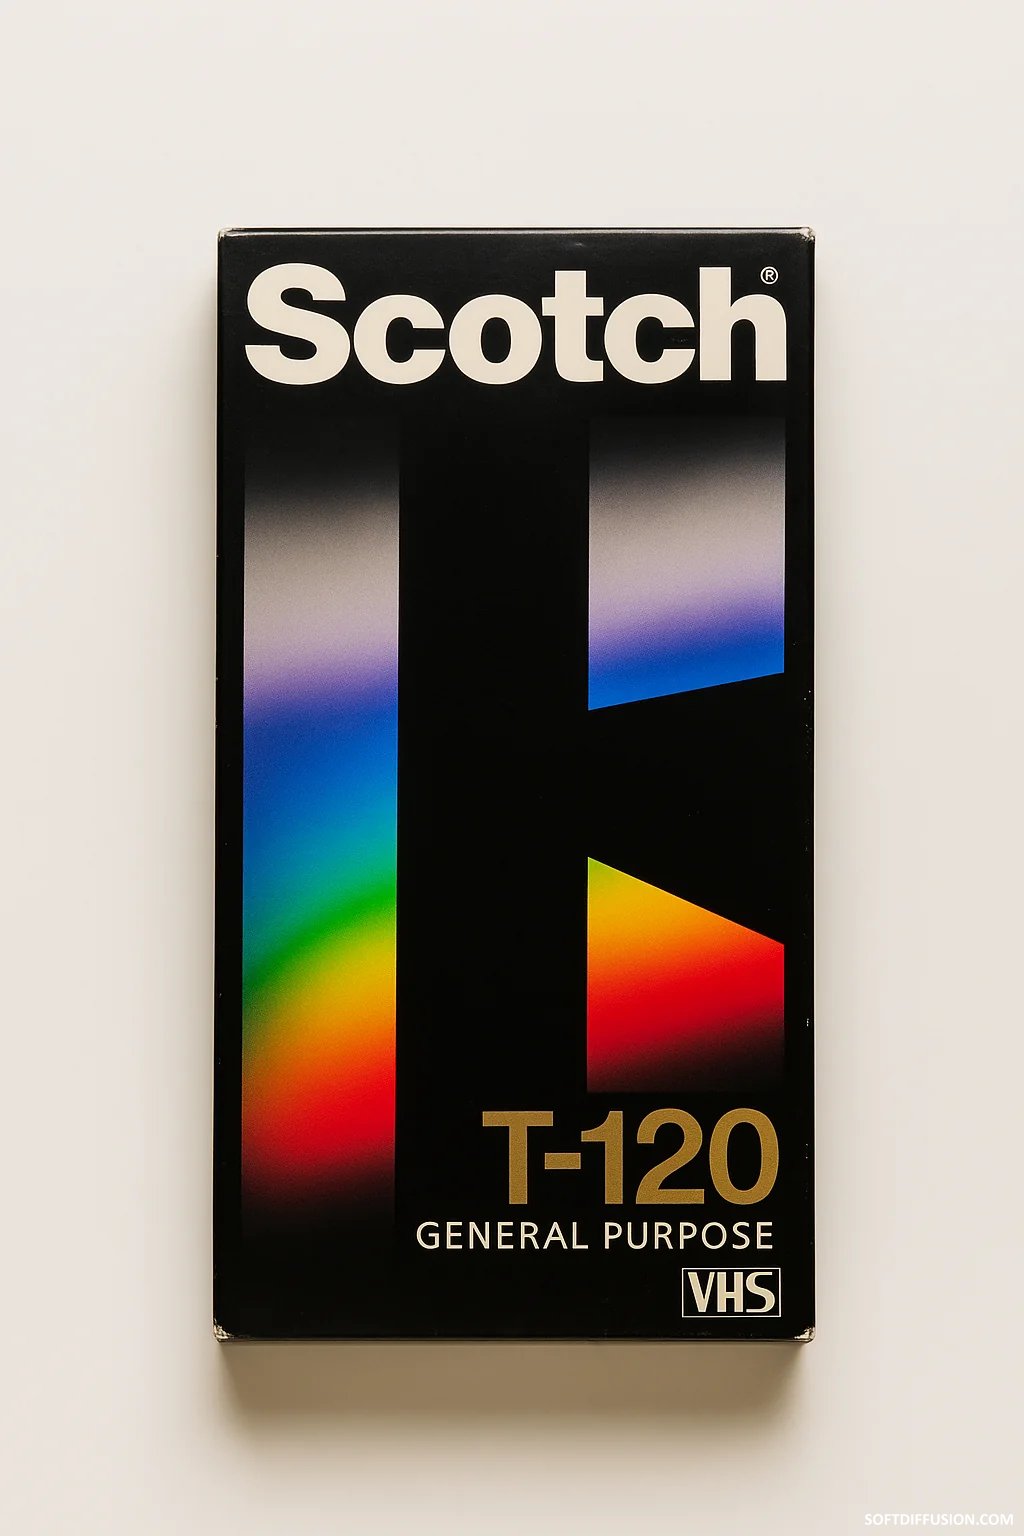 Scotch®
T-120
GENERAL PURPOSE
VHS
SOFTDIFFUSION.COM